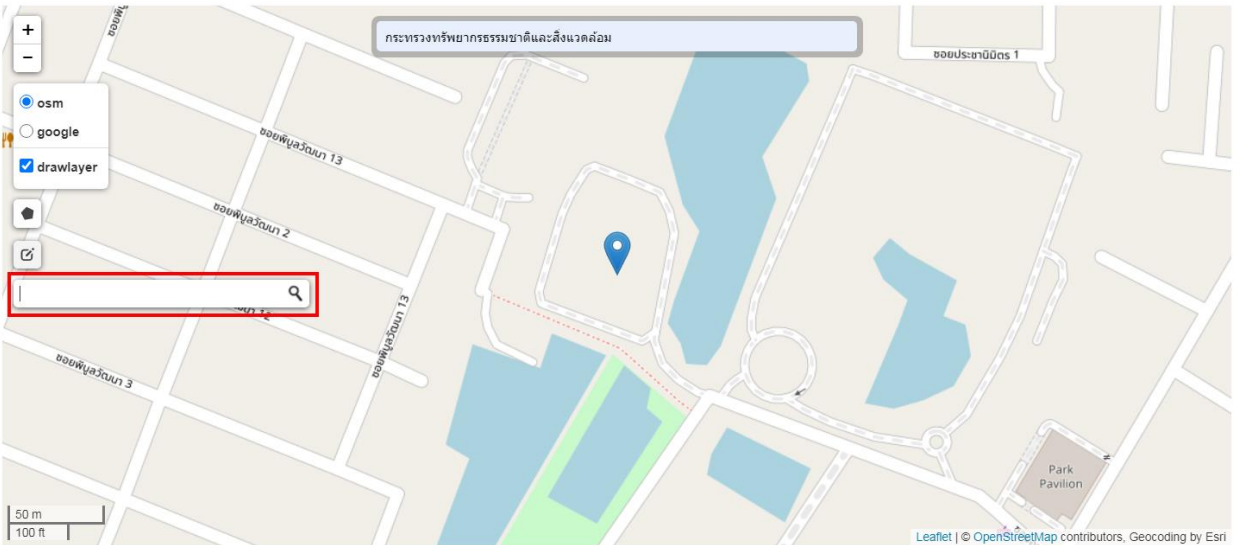 +
−
กระทรวงทรัพยากรธรรมชาติและสิ่งแวดล้อม
ซอยประชานิมิตร 1
osm
google
drawlayer
ซอยพิบูลวัฒนา 13
ซอยพิบูลวัฒนา 2
ซอยพิบูลวัฒนา 13
ซอยพิบูลวัฒนา 3
Park
Pavilion
50 m
100 ft
Leaflet | © OpenStreetMap contributors, Geocoding by Esri